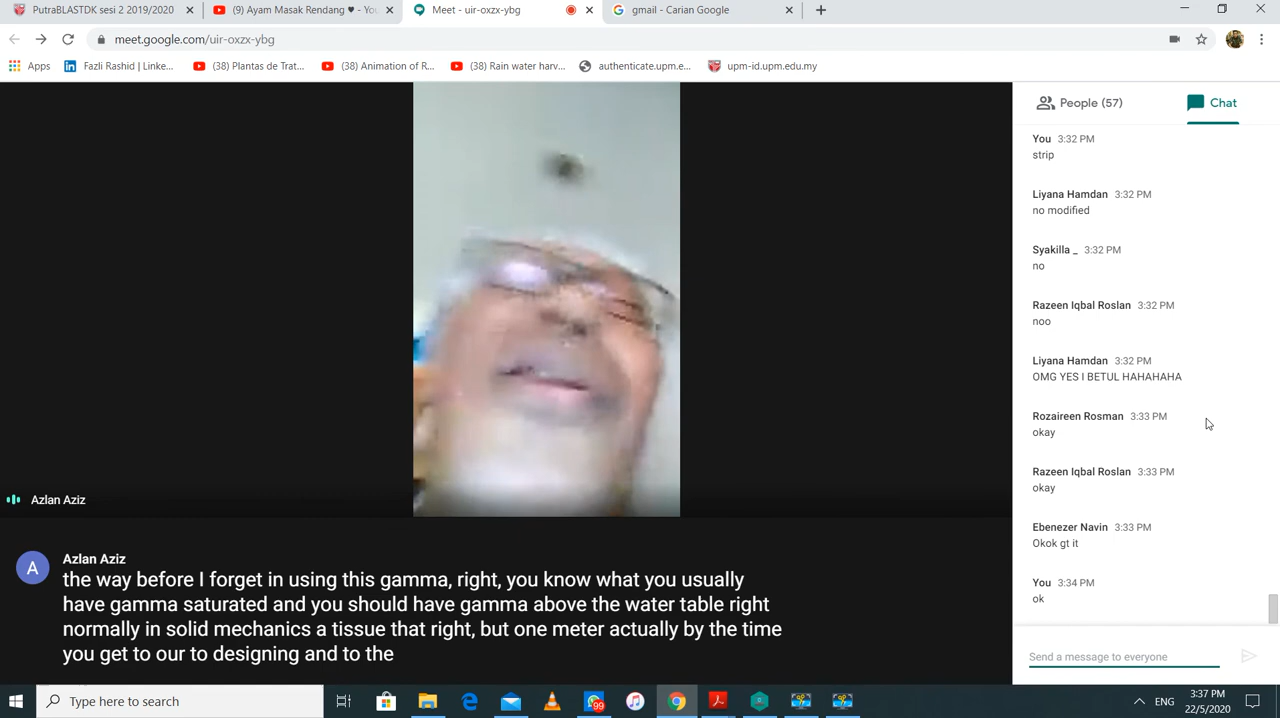 PutraBLASTDK sesi 2 2019/2020
(9) Ayam Masak Rendang ♥ - You
Meet - uir-oxzx-ybg
gmail - Carian Google
meet.google.com/uir-oxzx-ybg
Apps
Fazli Rashid | Linke...
(38) Plantas de Trat...
(38) Animation of R...
(38) Rain water harv...
authenticate.upm.e...
upm-id.upm.edu.my
People (57)
Chat
You 3:32 PM
strip
Liyana Hamdan 3:32 PM
no modified
Syakilla _ 3:32 PM
no
Razeen Iqbal Roslan 3:32 PM
noo
Liyana Hamdan 3:32 PM
OMG YES I BETUL HAHAHAHA
Rozaireen Rosman 3:33 PM
okay
Razeen Iqbal Roslan 3:33 PM
okay
Ebenezer Navin 3:33 PM
Okok gt it
You 3:34 PM
ok
Send a message to everyone
Azlan Aziz
A
Azlan Aziz
the way before I forget in using this gamma, right, you know what you usually
have gamma saturated and you should have gamma above the water table right
normally in solid mechanics a tissue that right, but one meter actually by the time
you get to our to designing and to the
Type here to search
99
ENG
3:37 PM
22/5/2020